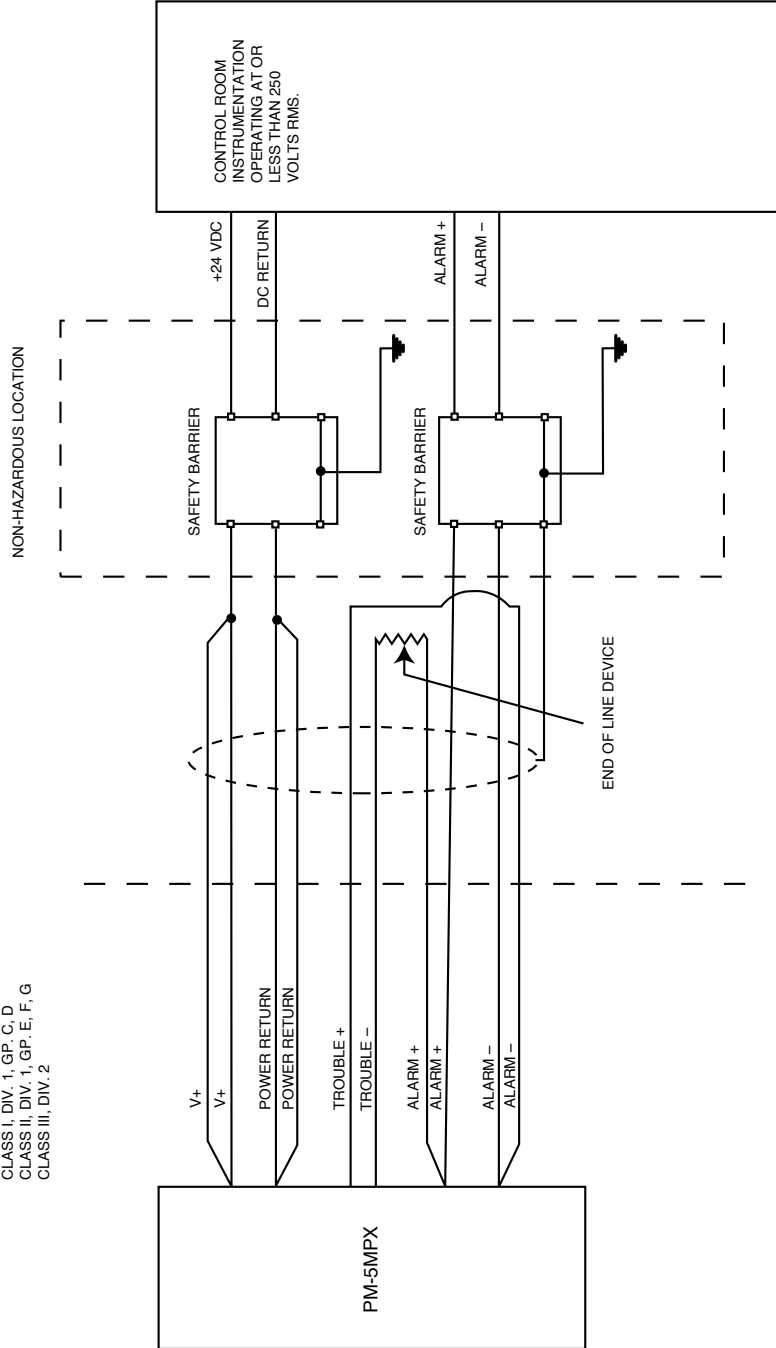 CLASS I, DIV. 1, GP. C, D
CLASS II, DIV. 1, GP. E, F, G
CLASS III, DIV. 2
NON-HAZARDOUS LOCATION
PM-5MPX
V+
V+
POWER RETURN
POWER RETURN
TROUBLE +
TROUBLE –
ALARM +
ALARM +
ALARM –
ALARM –
END OF LINE DEVICE
SAFETY BARRIER
SAFETY BARRIER
+24 VDC
DC RETURN
ALARM +
ALARM –
CONTROL ROOM
INSTRUMENTATION
OPERATING AT OR
LESS THAN 250
VOLTS RMS.